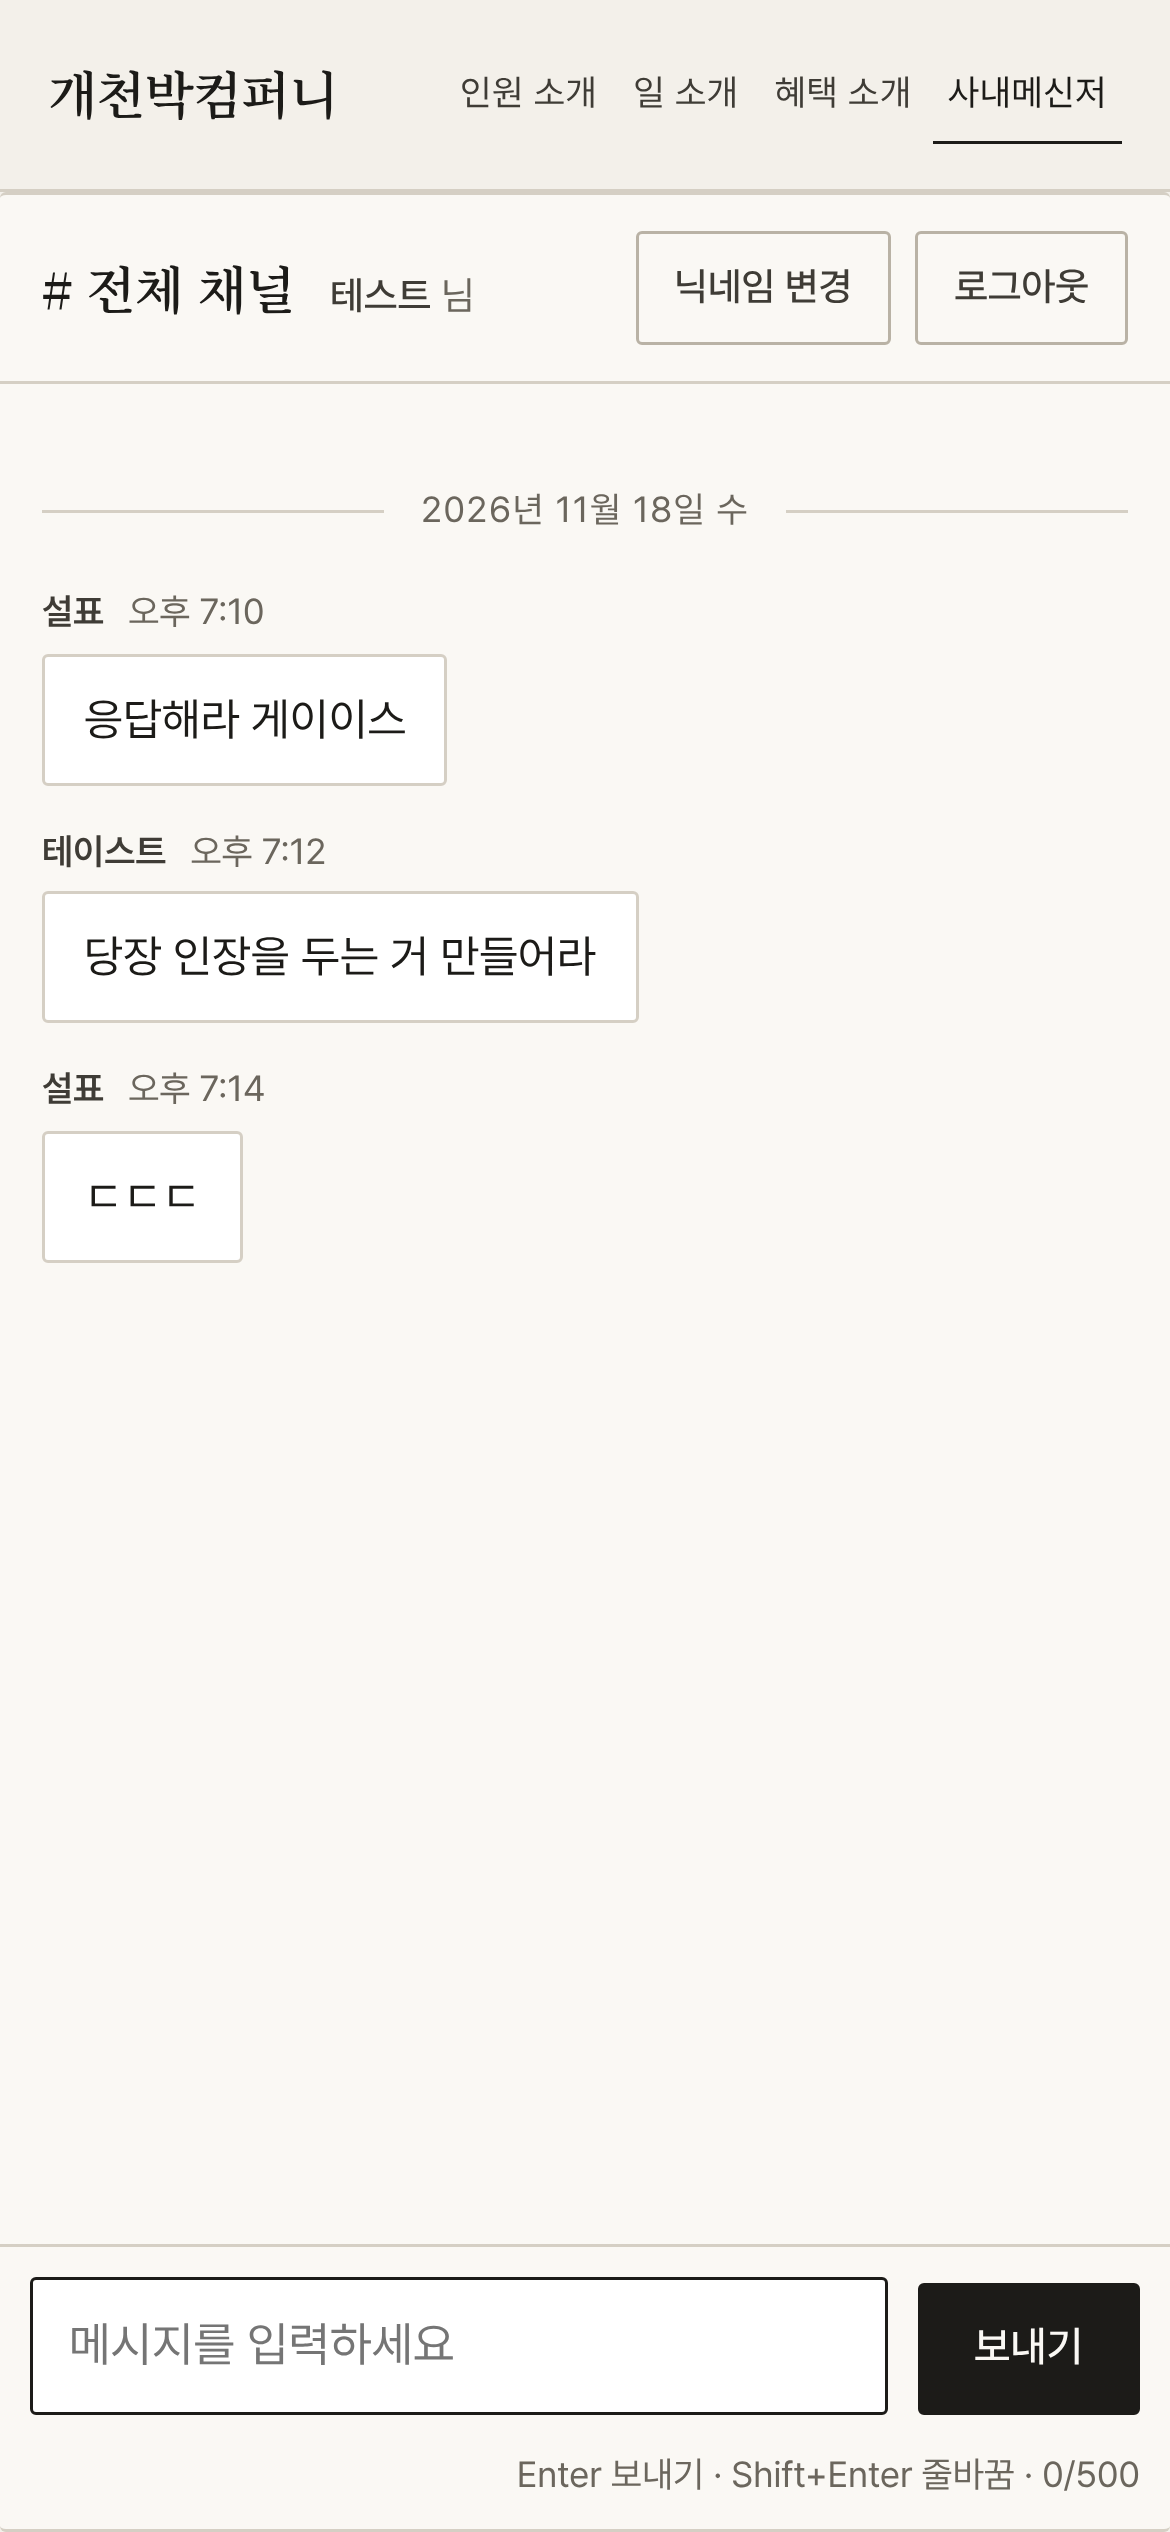 개천박컴퍼니 인원 소개 일 소개 혜택 소개 사내메신저
# 전체 채널 테스트 님 닉네임 변경 로그아웃
2026년 11월 18일 수
설표 오후 7:10
응답해라 게이이스
테이스트 오후 7:12
당장 인장을 두는 거 만들어라
설표 오후 7:14
ㄷㄷㄷ
메시지를 입력하세요 보내기
Enter 보내기 · Shift+Enter 줄바꿈 · 0/500